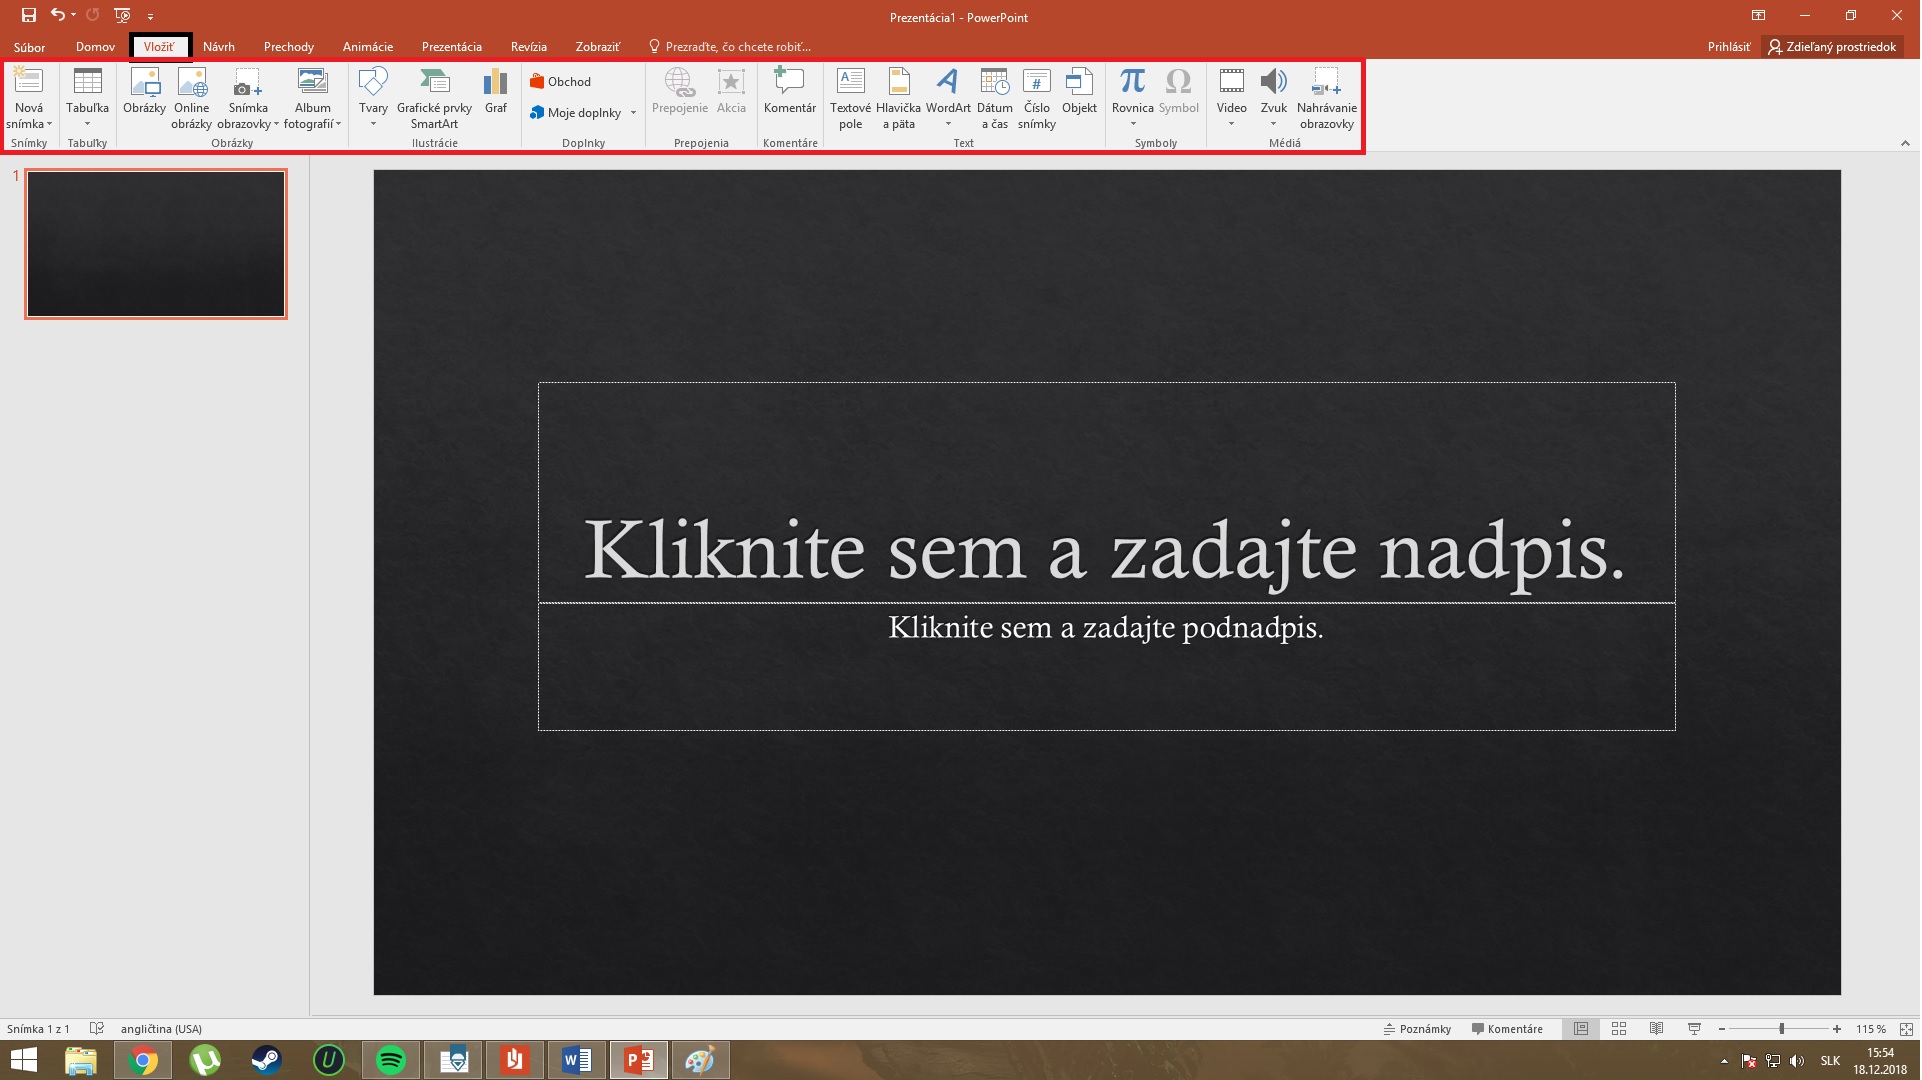 Prezentácia1 - PowerPoint
Súbor Domov Vložiť Návrh Prechody Animácie Prezentácia Revízia Zobraziť Prezraďte, čo chcete robiť... Prihlásiť Zdieľaný prostriedok
Nová snímka
Tabuľka
Obrázky
Online obrázky
Snímka obrazovky
Album fotografií
Tvary
Grafické prvky SmartArt
Graf
Obchod
Moje doplnky
Prepojenie
Akcia
Komentár
Textové pole
Hlavička a päta
WordArt
Dátum a čas
Číslo snímky
Objekt
Rovnica
Symbol
Video
Zvuk
Nahrávanie obrazovky
Snímky Tabuľky Obrázky Ilustrácie Doplnky Prepojenia Komentáre Text Symboly Médiá
1
Kliknite sem a zadajte nadpis.
Kliknite sem a zadajte podnadpis.
Snímka 1 z 1 angličtina (USA) Poznámky Komentáre 115 %
SLK
15:54
18.12.2018